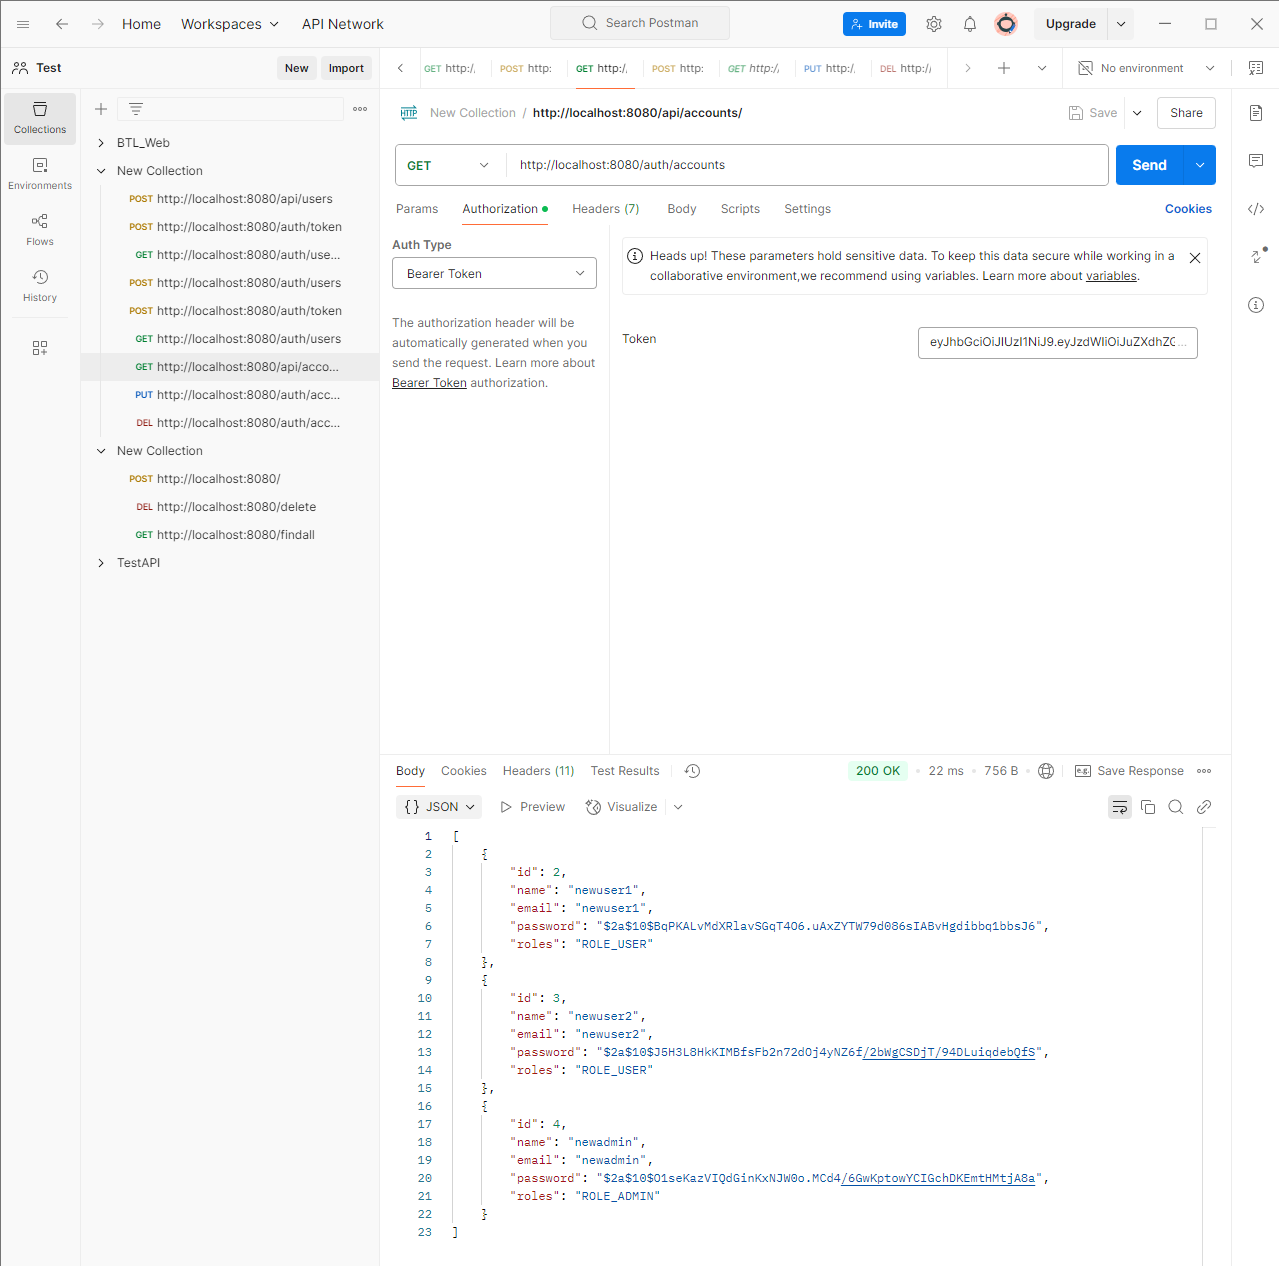 Home Workspaces API Network Search Postman Invite Upgrade
Test New Import GET http:/, POST http: GET http:/, POST http: GET http:/, PUT http:/, DEL http:// No environment
Collections
Environments
Flows
History
BTL_Web
New Collection
POST http://localhost:8080/api/users
POST http://localhost:8080/auth/token
GET http://localhost:8080/auth/use...
POST http://localhost:8080/auth/users
POST http://localhost:8080/auth/token
GET http://localhost:8080/auth/users
GET http://localhost:8080/api/acco...
PUT http://localhost:8080/auth/acc...
DEL http://localhost:8080/auth/acc...
New Collection
POST http://localhost:8080/
DEL http://localhost:8080/delete
GET http://localhost:8080/findall
TestAPI
HTTP New Collection / http://localhost:8080/api/accounts/ Save Share
GET http://localhost:8080/auth/accounts Send
Params Authorization Headers (7) Body Scripts Settings Cookies
Auth Type
Bearer Token
The authorization header will be
automatically generated when you
send the request. Learn more about
Bearer Token authorization.
Heads up! These parameters hold sensitive data. To keep this data secure while working in a
collaborative environment,we recommend using variables. Learn more about variables.
Token eyJhbGciOiJIUzI1NiJ9.eyJzdWIiOiJuZXdhZG...
Body Cookies Headers (11) Test Results 200 OK 22 ms 756 B e.g. Save Response
{} JSON Preview Visualize
1 [
2 {
3 "id": 2,
4 "name": "newuser1",
5 "email": "newuser1",
6 "password": "$2a$10$BqPKALvMdXRlavSGqT4O6.uAxZYTW79d086sIABvHgdibbq1bbsJ6",
7 "roles": "ROLE_USER"
8 },
9 {
10 "id": 3,
11 "name": "newuser2",
12 "email": "newuser2",
13 "password": "$2a$10$J5H3L8HkKIMBfsFb2n72dOj4yNZ6f/2bWgCSDjT/94DLuiqdebQfS",
14 "roles": "ROLE_USER"
15 },
16 {
17 "id": 4,
18 "name": "newadmin",
19 "email": "newadmin",
20 "password": "$2a$10$O1seKazVIQdGinKxNJW0o.MCd4/6GwKptowYCIGchDKEmtHMtjA8a",
21 "roles": "ROLE_ADMIN"
22 }
23 ]